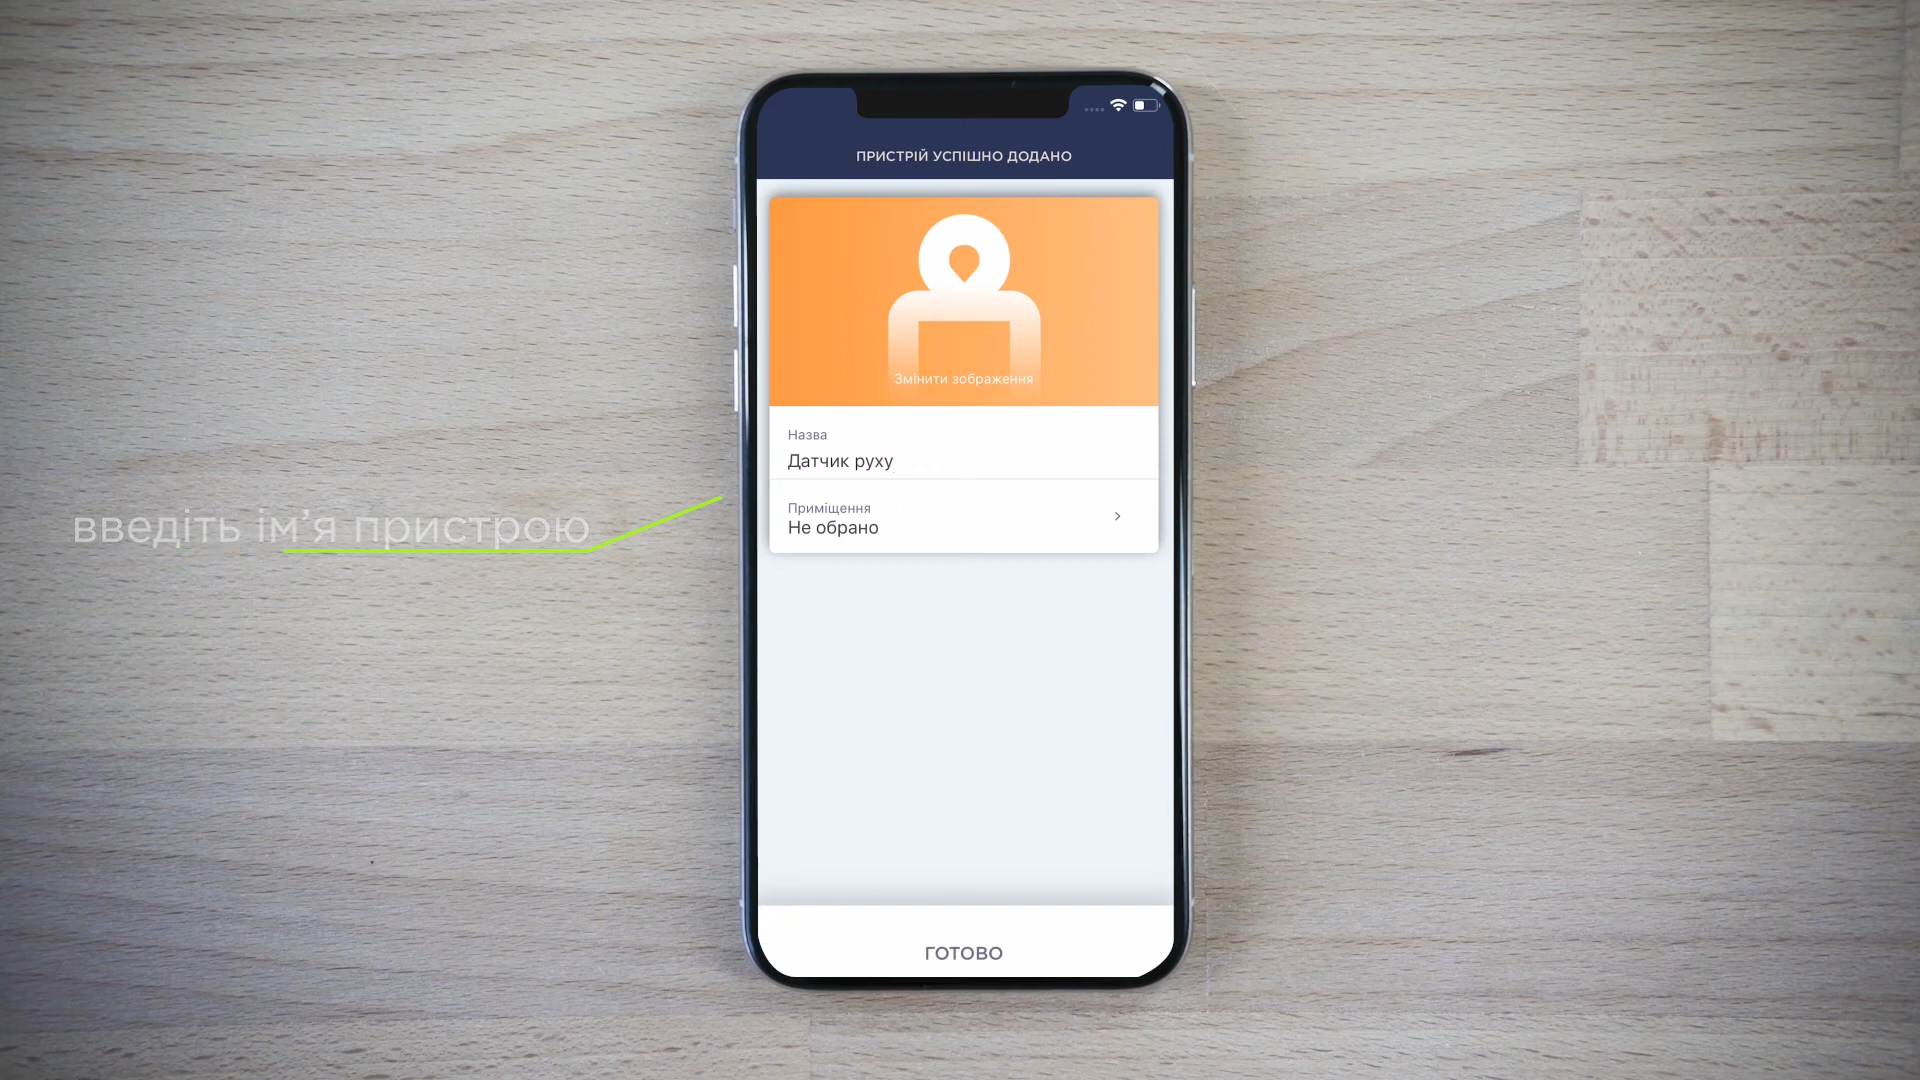 ПРИСТРІЙ УСПІШНО ДОДАНО
Змінити зображення
Назва
Датчик руху
Приміщення
Не обрано
введіть ім'я пристрою
ГОТОВО